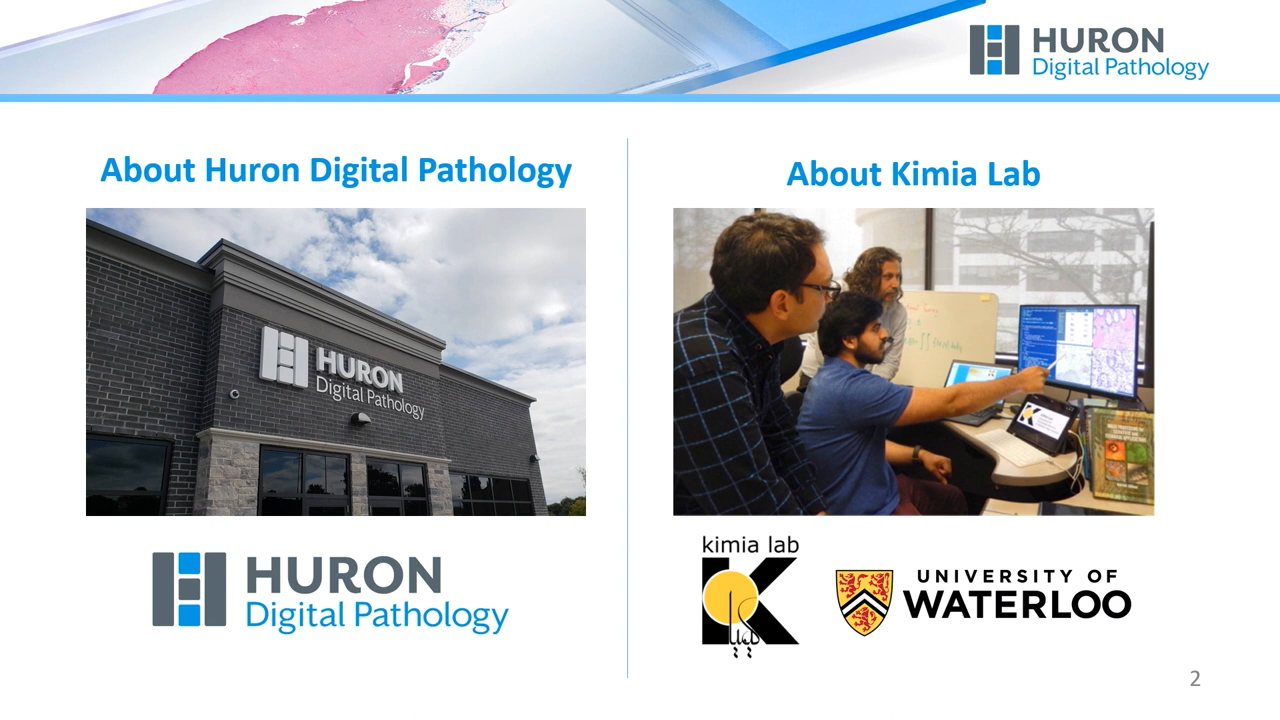 HURON
Digital Pathology
About Huron Digital Pathology
HURON
Digital Pathology
HURON
Digital Pathology
About Kimia Lab
kimia lab
K
کیمیا
UNIVERSITY OF
WATERLOO
2